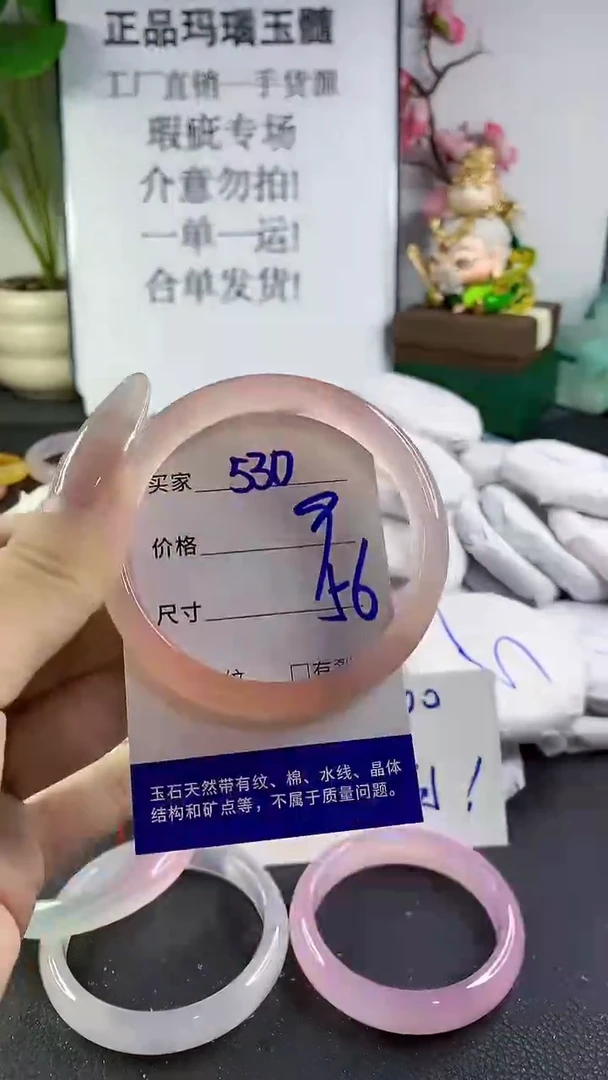 正品玛瑙玉髓
工厂直销一手货源
瑕疵专场
介意勿拍!
一单一运!
合单发货!
买家 530
价格
尺寸 56
玉石天然带有纹、棉、水线、晶体
结构和矿点等，不属于质量问题。